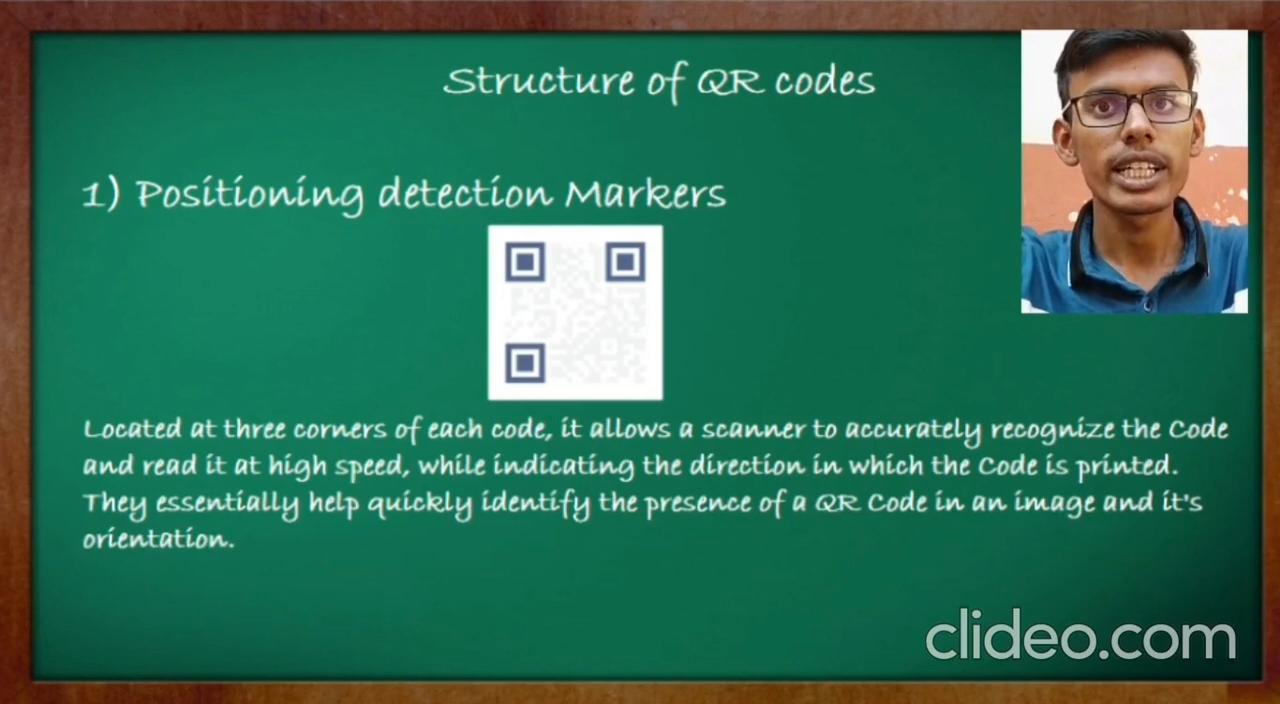 Structure of QR codes
1) Positioning detection Markers
Located at three corners of each code, it allows a scanner to accurately recognize the Code
and read it at high speed, while indicating the direction in which the Code is printed.
They essentially help quickly identify the presence of a QR Code in an image and it's
orientation.
clideo.com